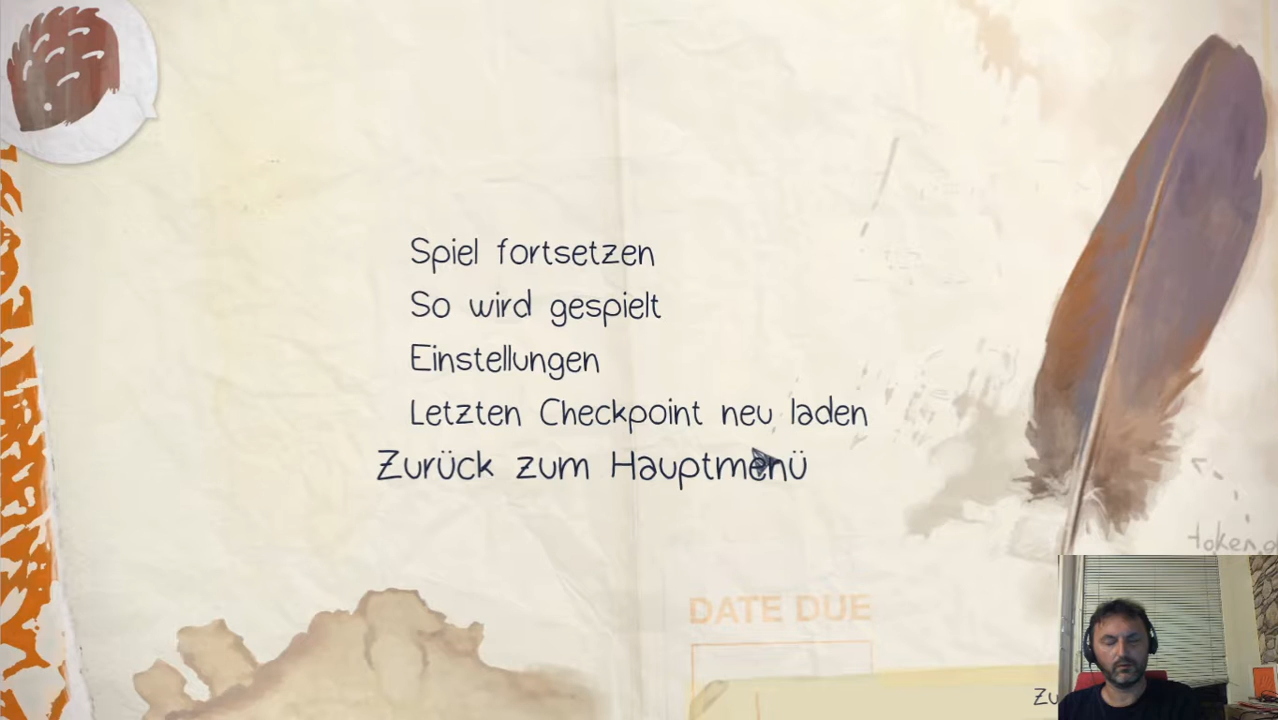 Spiel fortsetzen
So wird gespielt
Einstellungen
Letzten Checkpoint neu laden
Zurück zum Hauptmenü
DATE DUE